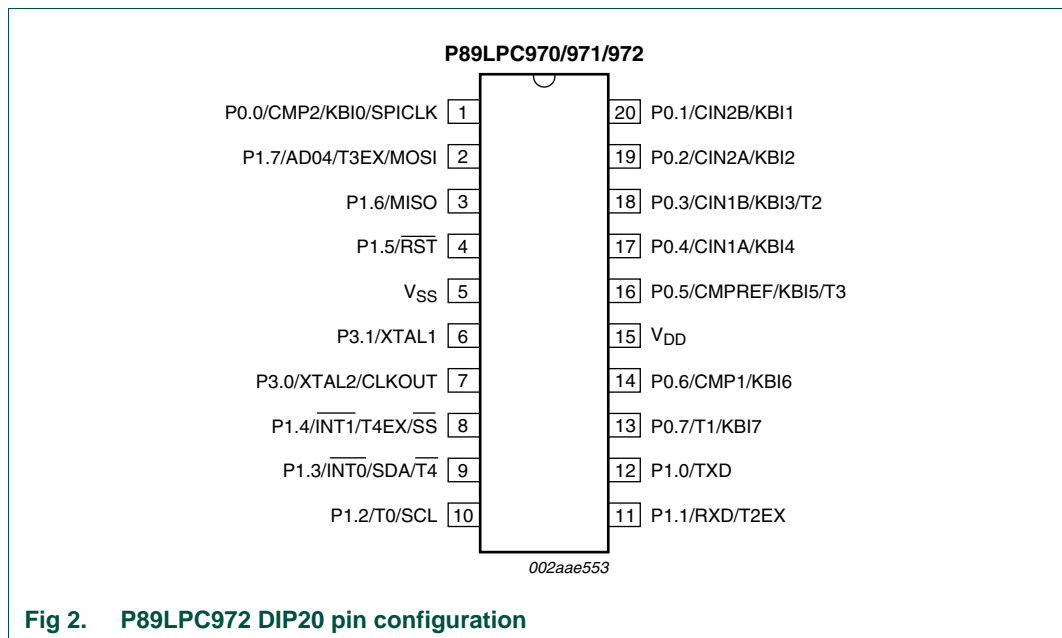 P89LPC970/971/972
P0.0/CMP2/KBI0/SPICLK 1 20 P0.1/CIN2B/KBI1
P1.7/AD04/T3EX/MOSI 2 19 P0.2/CIN2A/KBI2
P1.6/MISO 3 18 P0.3/CIN1B/KBI3/T2
P1.5/R̅S̅T̅ 4 17 P0.4/CIN1A/KBI4
VSS 5 16 P0.5/CMPREF/KBI5/T3
P3.1/XTAL1 6 15 VDD
P3.0/XTAL2/CLKOUT 7 14 P0.6/CMP1/KBI6
P1.4/I̅N̅T̅1̅/T4EX/S̅S̅ 8 13 P0.7/T1/KBI7
P1.3/I̅N̅T̅0̅/SDA/T̅4̅ 9 12 P1.0/TXD
P1.2/T0/SCL 10 11 P1.1/RXD/T2EX
002aae553
Fig 2. P89LPC972 DIP20 pin configuration